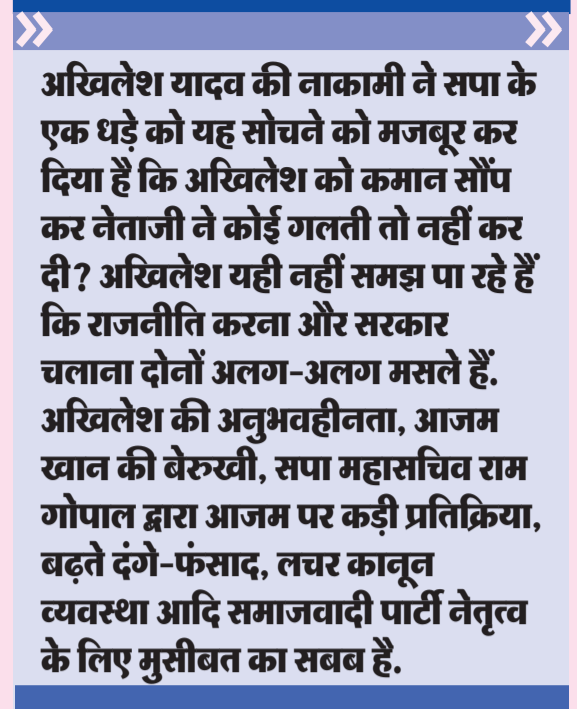 अखिलेश यादव की नाकामी ने सपा के
एक धड़े को यह सोचने को मजबूर कर
दिया है कि अखिलेश को कमान सौंप
कर नेताजी ने कोई गलती तो नहीं कर
दी? अखिलेश यही नहीं समझ पा रहे हैं
कि राजनीति करना और सरकार
चलाना दोनों अलग-अलग मसले हैं.
अखिलेश की अनुभवहीनता, आजम
खान की बेरुखी, सपा महासचिव राम
गोपाल द्वारा आजम पर कड़ी प्रतिक्रिया,
बढ़ते दंगे-फंसाद, लचर कानून
व्यवस्था आदि समाजवादी पार्टी नेतृत्व
के लिए मुसीबत का सबब है.